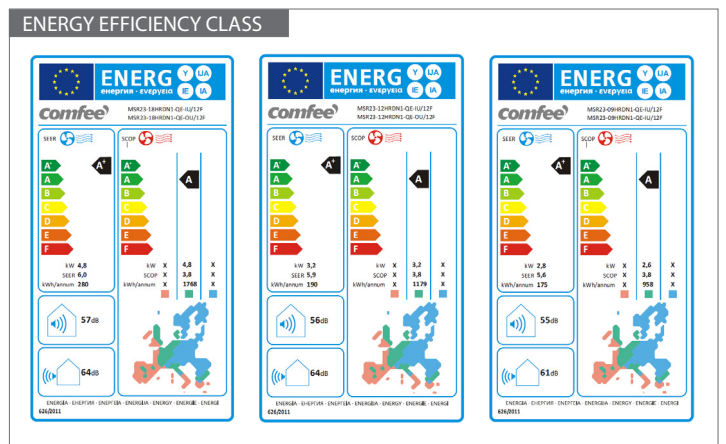 ENERGY EFFICIENCY CLASS
ENERG
енергия · ενεργεια
Y IJA
IE IA
comfee'
MSR23-18HRDN1-QE-IU/12F
MSR23-18HRDN1-QE-OU/12F
SEER
SCOP
A+
A
B
C
D
E
F
A+
A
kW 4,8
SEER 6,0
kWh/annum 280
kW X 4,8 X
SCOP X 3,8 X
kWh/annum X 1768 X
57dB
64dB
ENERGIA · ЕНЕРГИЯ · ΕΝΕΡΓΕΙΑ · ENERGIJA · ENERGY · ENERGIE · ENERGI
626/2011
ENERG
енергия · ενεργεια
Y IJA
IE IA
comfee'
MSR23-12HRDN1-QE-IU/12F
MSR23-12HRDN1-QE-OU/12F
SEER
SCOP
A+
A
B
C
D
E
F
A+
A
kW 3,2
SEER 5,9
kWh/annum 190
kW X 3,2 X
SCOP X 3,8 X
kWh/annum X 1179 X
56dB
64dB
ENERGIA · ЕНЕРГИЯ · ΕΝΕΡΓΕΙΑ · ENERGIJA · ENERGY · ENERGIE · ENERGI
626/2011
ENERG
енергия · ενεργεια
Y IJA
IE IA
comfee'
MSR23-09HRDN1-QE-IU/12F
MSR23-09HRDN1-QE-OU/12F
SEER
SCOP
A+
A
B
C
D
E
F
A+
A
kW 2,8
SEER 5,6
kWh/annum 175
kW X 2,6 X
SCOP X 3,8 X
kWh/annum X 958 X
55dB
61dB
ENERGIA · ЕНЕРГИЯ · ΕΝΕΡΓΕΙΑ · ENERGIJA · ENERGY · ENERGIE · ENERGI
626/2011